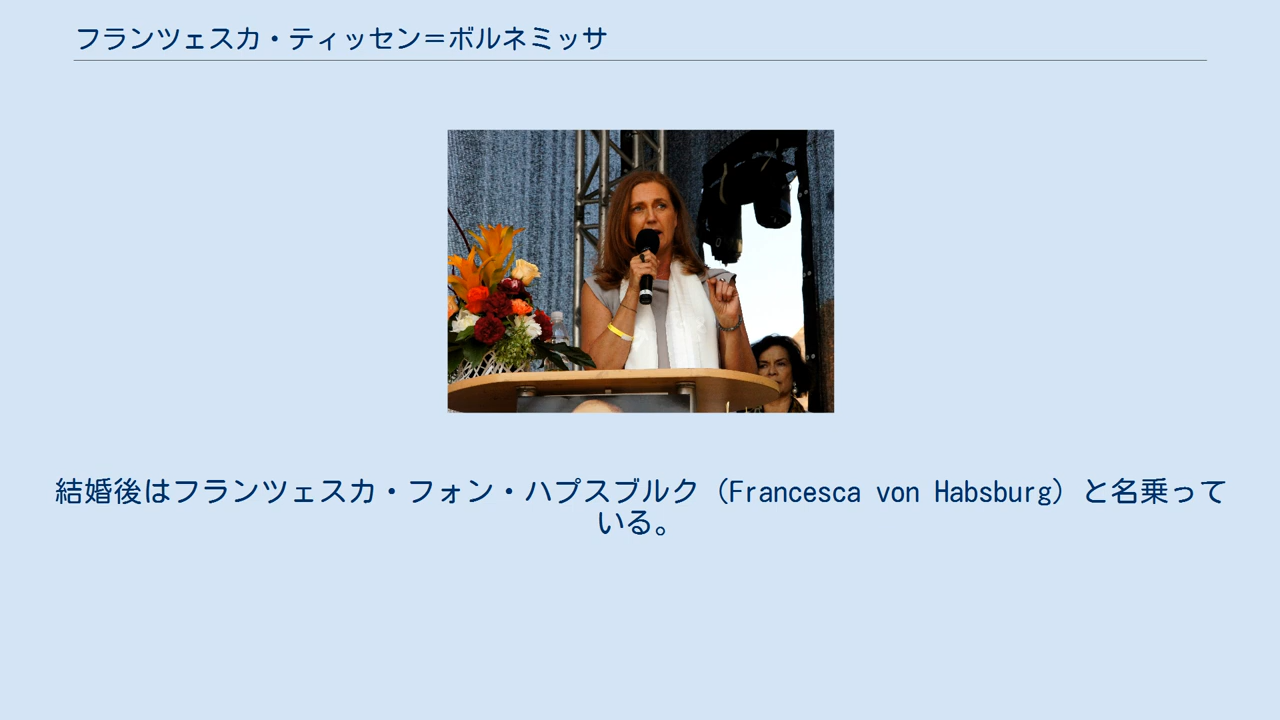 フランツェスカ・ティッセン＝ボルネミッサ
結婚後はフランツェスカ・フォン・ハプスブルク（Francesca von Habsburg）と名乗って
いる。